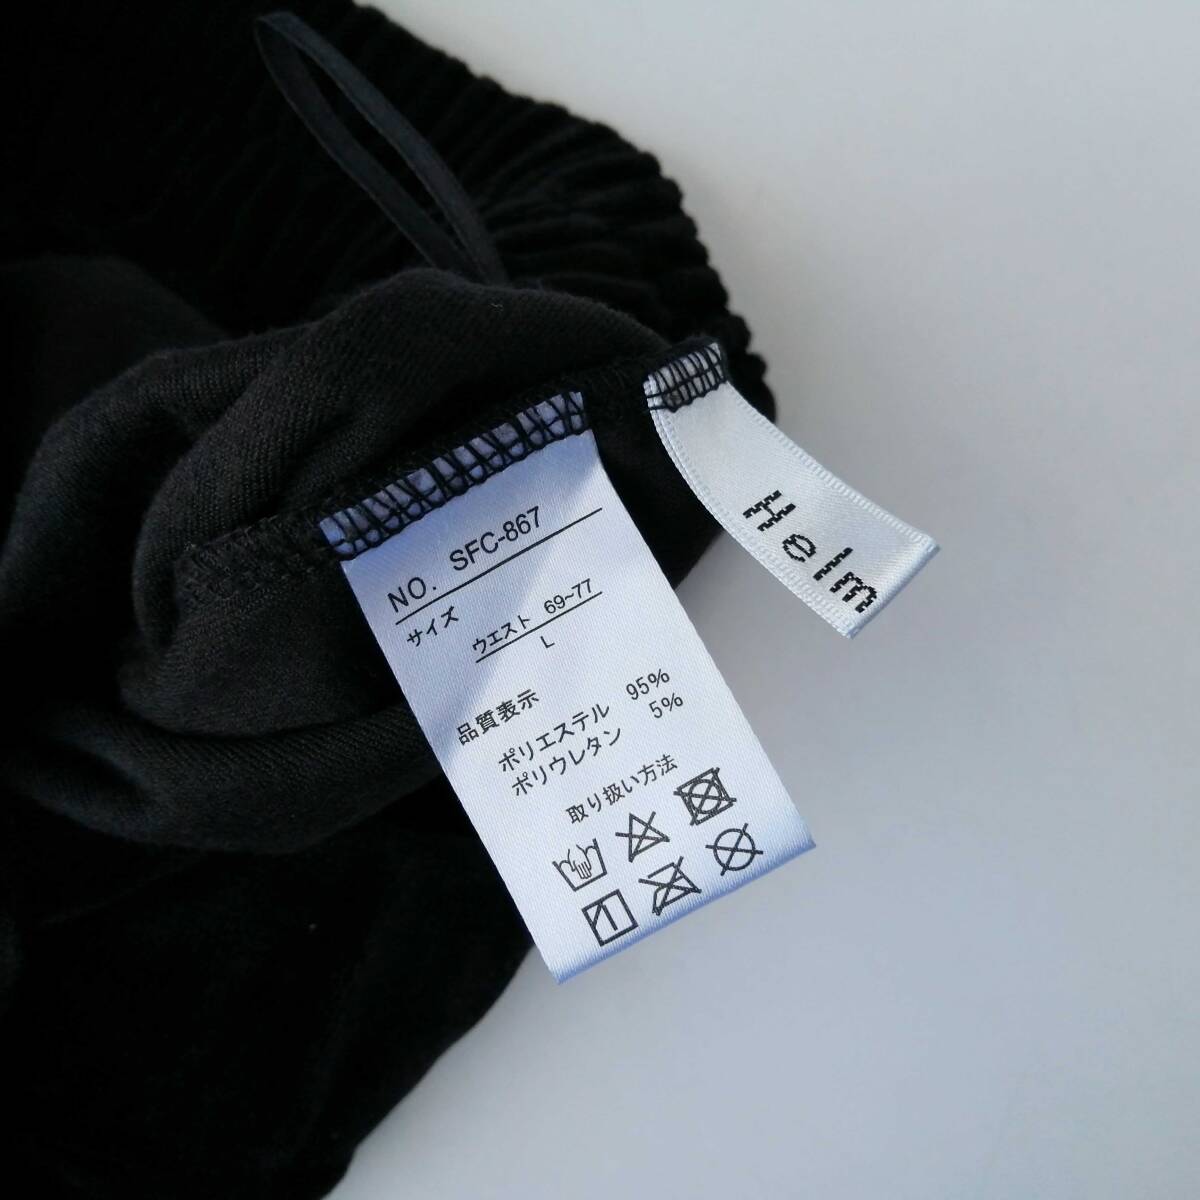 NO. SFC-867
サイズ
ウエスト 69~77
L
品質表示
ポリエステル 95%
ポリウレタン 5%
取り扱い方法
Helm